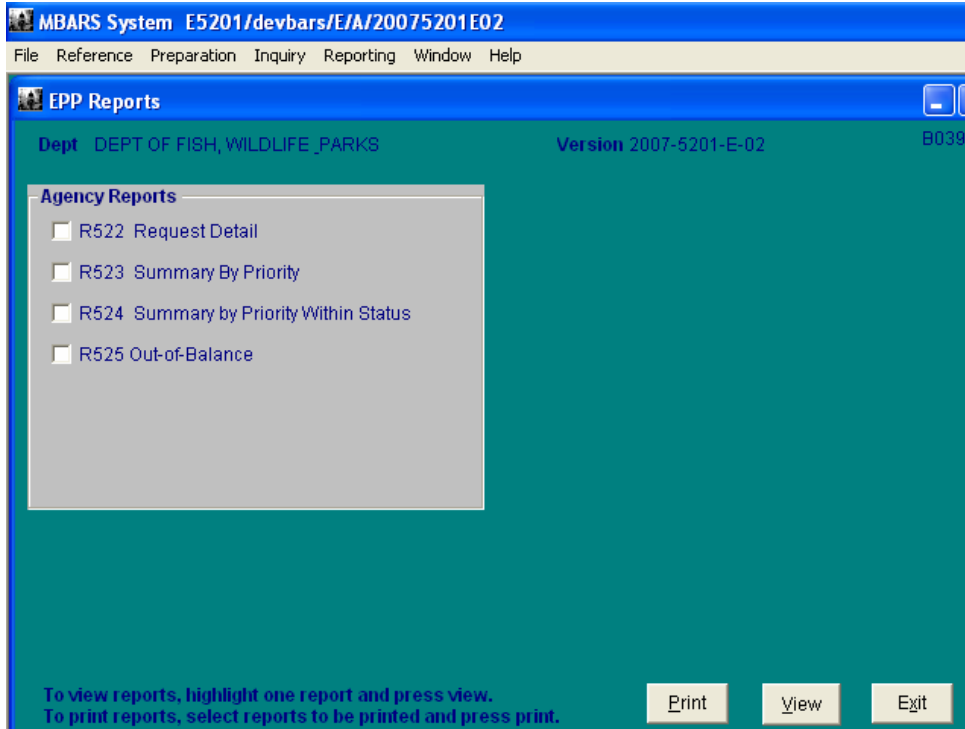 MBARS System E5201/devbars/E/A/20075201E02
File Reference Preparation Inquiry Reporting Window Help
EPP Reports
Dept DEPT OF FISH, WILDLIFE _PARKS Version 2007-5201-E-02 B039
Agency Reports
R522 Request Detail
R523 Summary By Priority
R524 Summary by Priority Within Status
R525 Out-of-Balance
To view reports, highlight one report and press view.
To print reports, select reports to be printed and press print.
Print View Exit